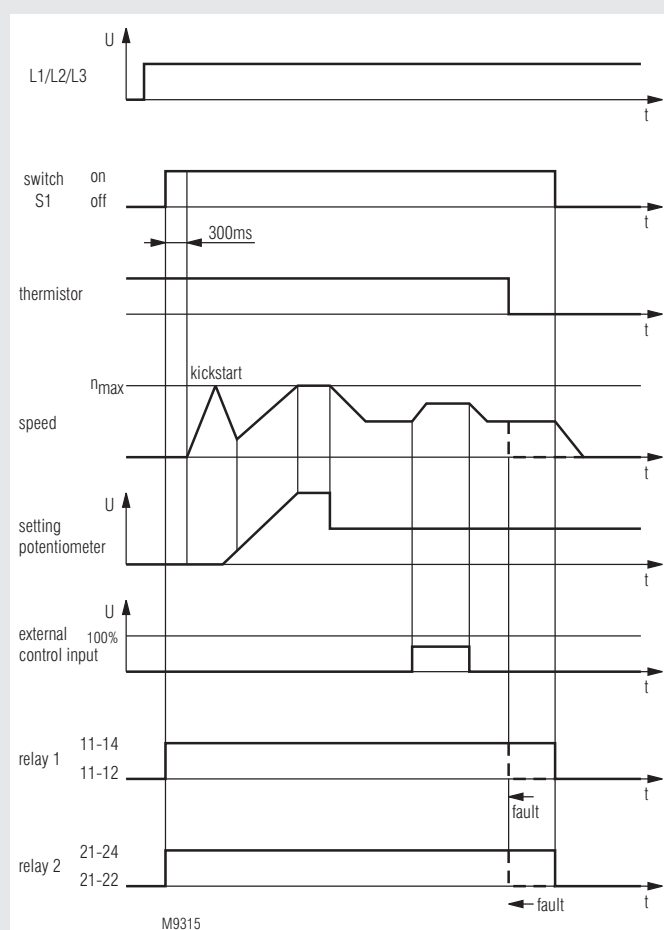 U
L1/L2/L3
t
switch on
S1 off
t
300ms
thermistor
t
kickstart
nmax
speed
t
U
setting
potentiometer
t
U
external 100%
control input
t
11-14
relay 1
11-12
t
fault
21-24
relay 2
21-22
t
fault
M9315